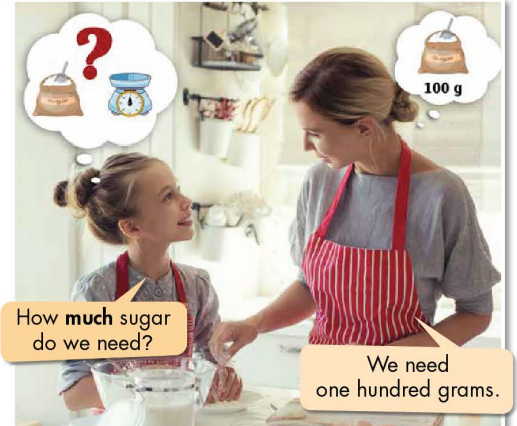 ?
100 g
How much sugar
do we need?
We need
one hundred grams.